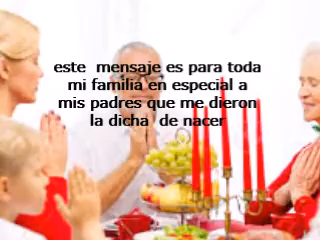 este mensaje es para toda
mi familia en especial a
mis padres que me dieron
la dicha de nacer